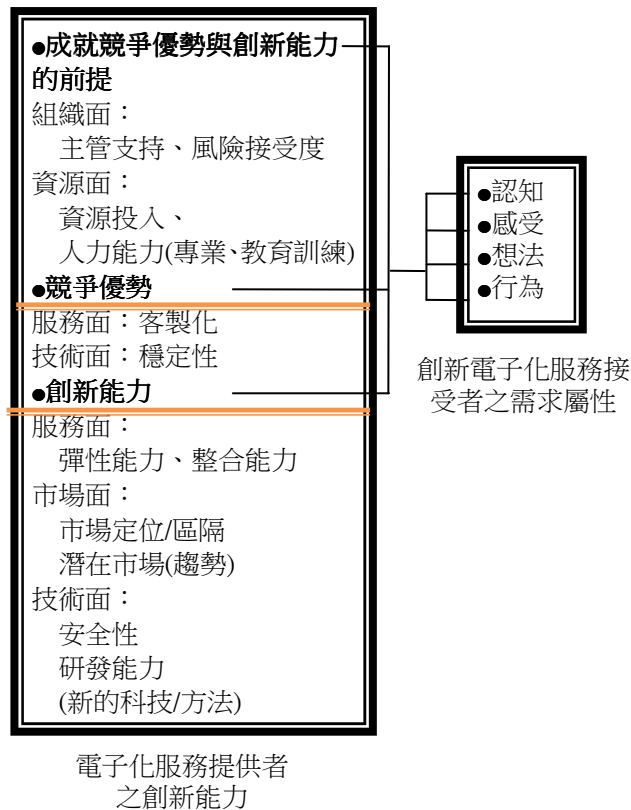 ●成就競爭優勢與創新能力
的前提
組織面：
主管支持、風險接受度
資源面：
資源投入、
人力能力(專業、教育訓練)
●競爭優勢
服務面：客製化
技術面：穩定性
●創新能力
服務面：
彈性能力、整合能力
市場面：
市場定位/區隔
潛在市場(趨勢)
技術面：
安全性
研發能力
(新的科技/方法)
電子化服務提供者
之創新能力
●認知
●感受
●想法
●行為
創新電子化服務接
受者之需求屬性